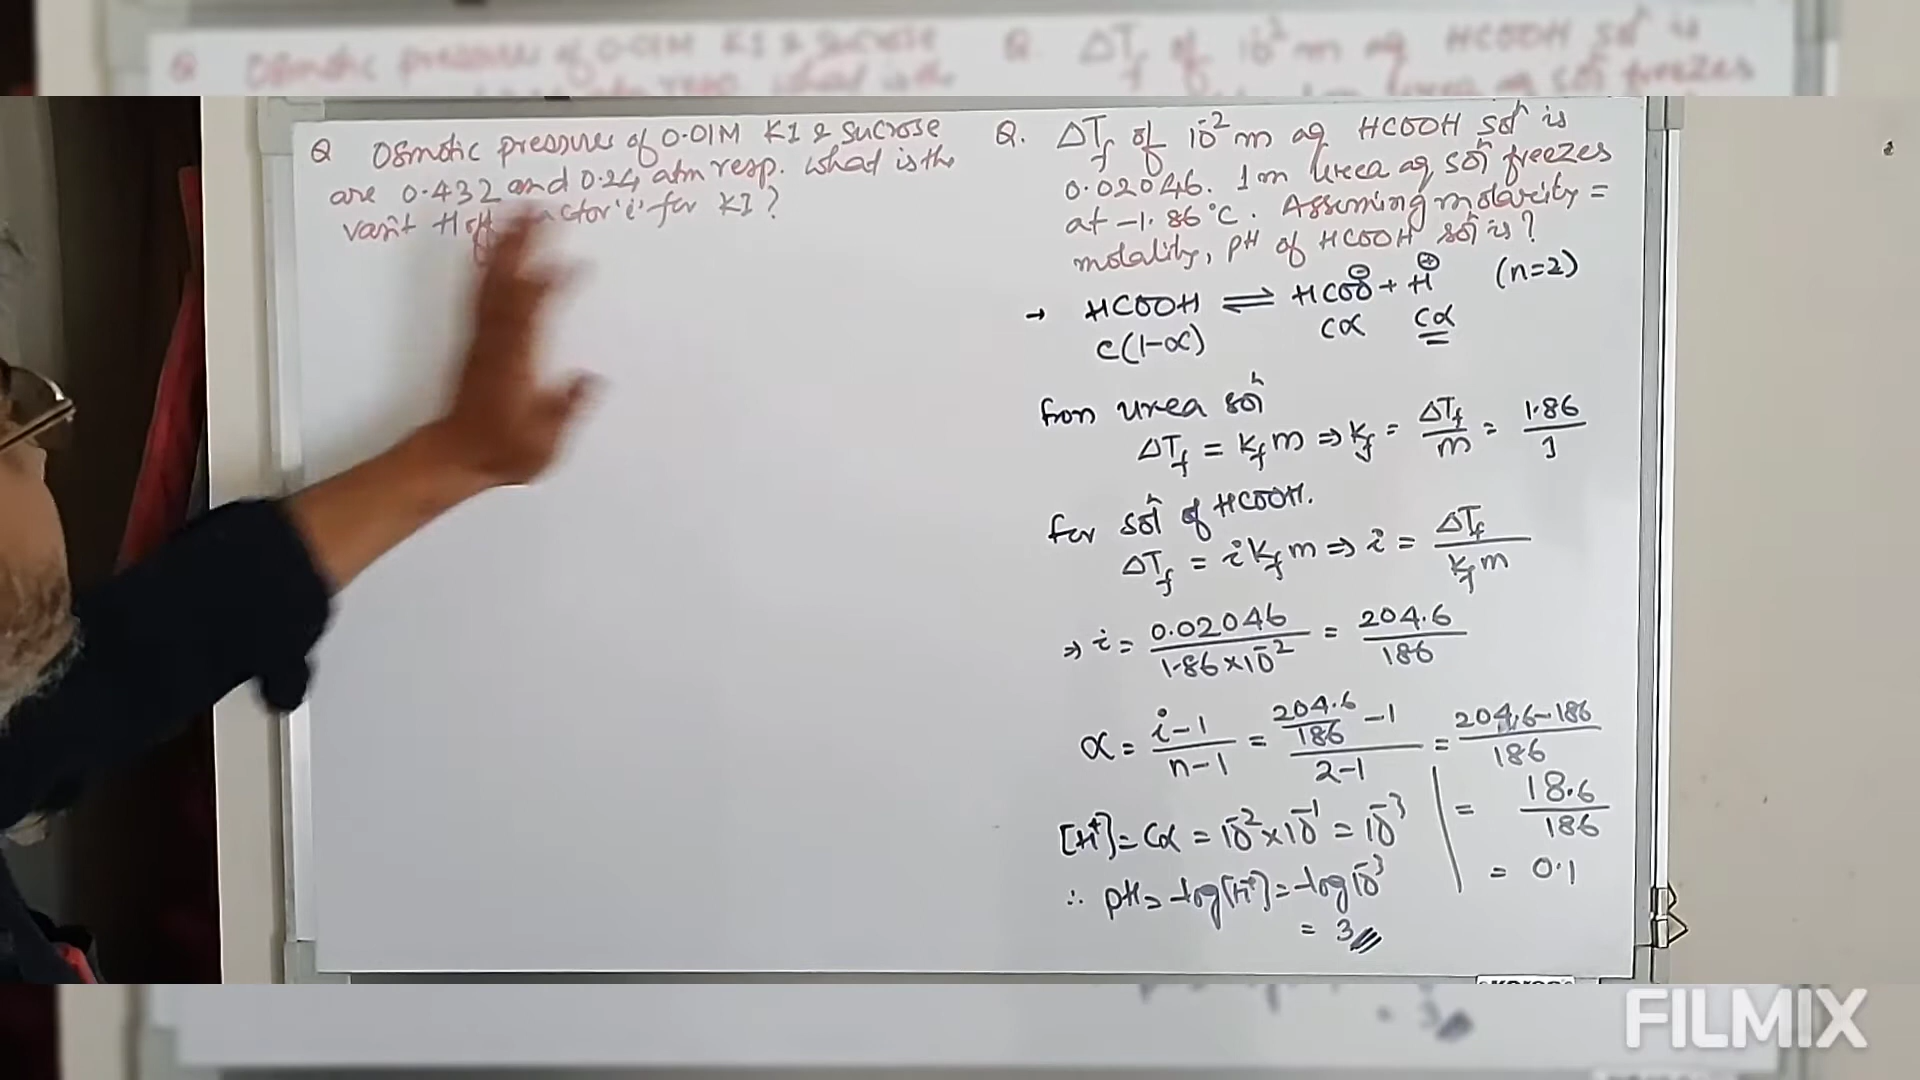 Q Osmotic pressures of 0.01M KI & sucrose
are 0.432 and 0.24 atm resp. What is the
van't Hoff factor 'i' for KI?
Q. ΔTf of 10⁻² m aq HCOOH solⁿ is
0.02046. 1m urea aq solⁿ freezes
at -1.86°C. Assuming molarity =
molality, pH of HCOOH solⁿ is?
→ HCOOH ⇌ HCOO⊖ + H⊕ (n=2)
C(1-α) Cα Cα
from urea solⁿ
ΔTf = Kf m ⇒ Kf = ΔTf/m = 1.86/1
for solⁿ of HCOOH.
ΔTf = i Kf m ⇒ i = ΔTf/Kf m
⇒ i = 0.02046/1.86×10⁻² = 204.6/186
α = i-1/n-1 = 204.6/186 -1/2-1 = 204.6-186/186
= 18.6/186
= 0.1
[H⁺] = Cα = 10⁻² × 10⁻¹ = 10⁻³
∴ pH = -log[H⁺] = -log 10⁻³
= 3
FILMIX